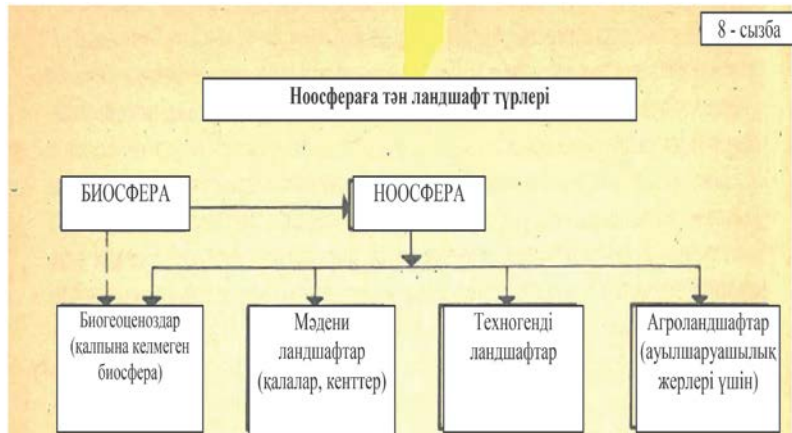 8 - сызба
Ноосфераға тән ландшафт түрлері
БИОСФЕРА
НООСФЕРА
Биогеоценоздар
(қалпына келмеген
биосфера)
Мәдени
ландшафтар
(қалалар, кенттер)
Техногенді
ландшафтар
Агроландшафтар
(ауылшаруашылық
жерлері үшін)